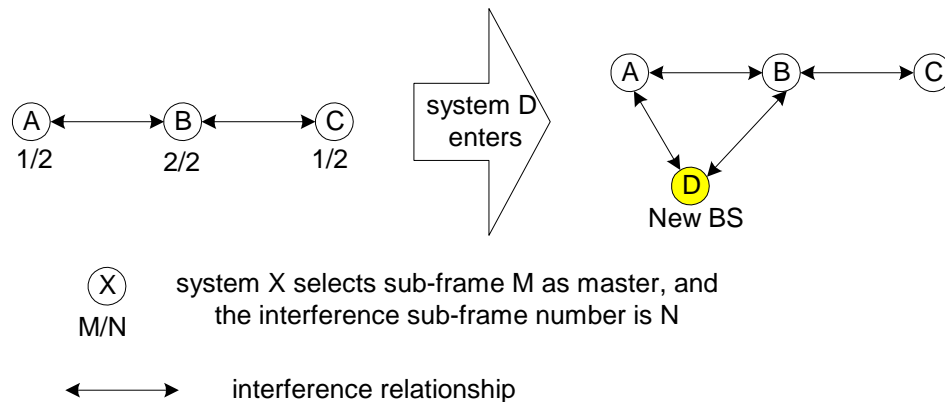 A B C
1/2 2/2 1/2
system D
enters
A B C
D
New BS
X
M/N
system X selects sub-frame M as master, and
the interference sub-frame number is N
interference relationship